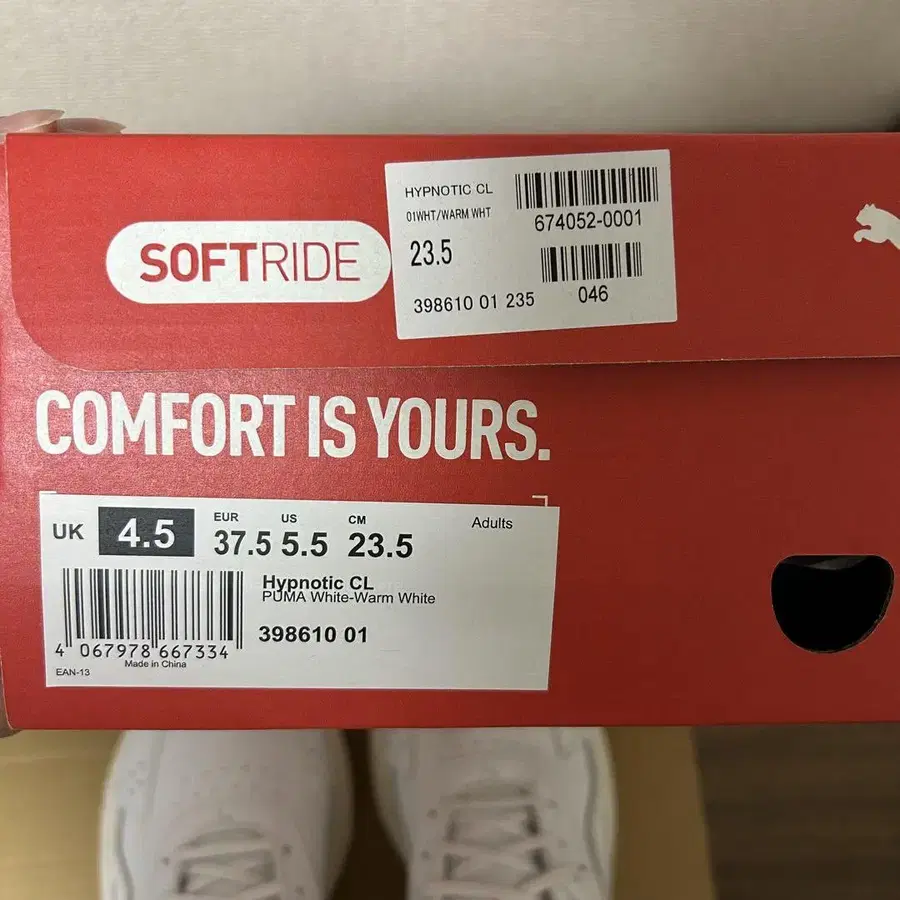 HYPNOTIC CL
01WHT/WARM WHT
674052-0001
23.5
398610 01 235
046
SOFTRIDE
COMFORT IS YOURS.
UK 4.5 EUR 37.5 US 5.5 CM 23.5 Adults
Hypnotic CL
PUMA White-Warm White
398610 01
4 067978 667334
Made in China
EAN-13